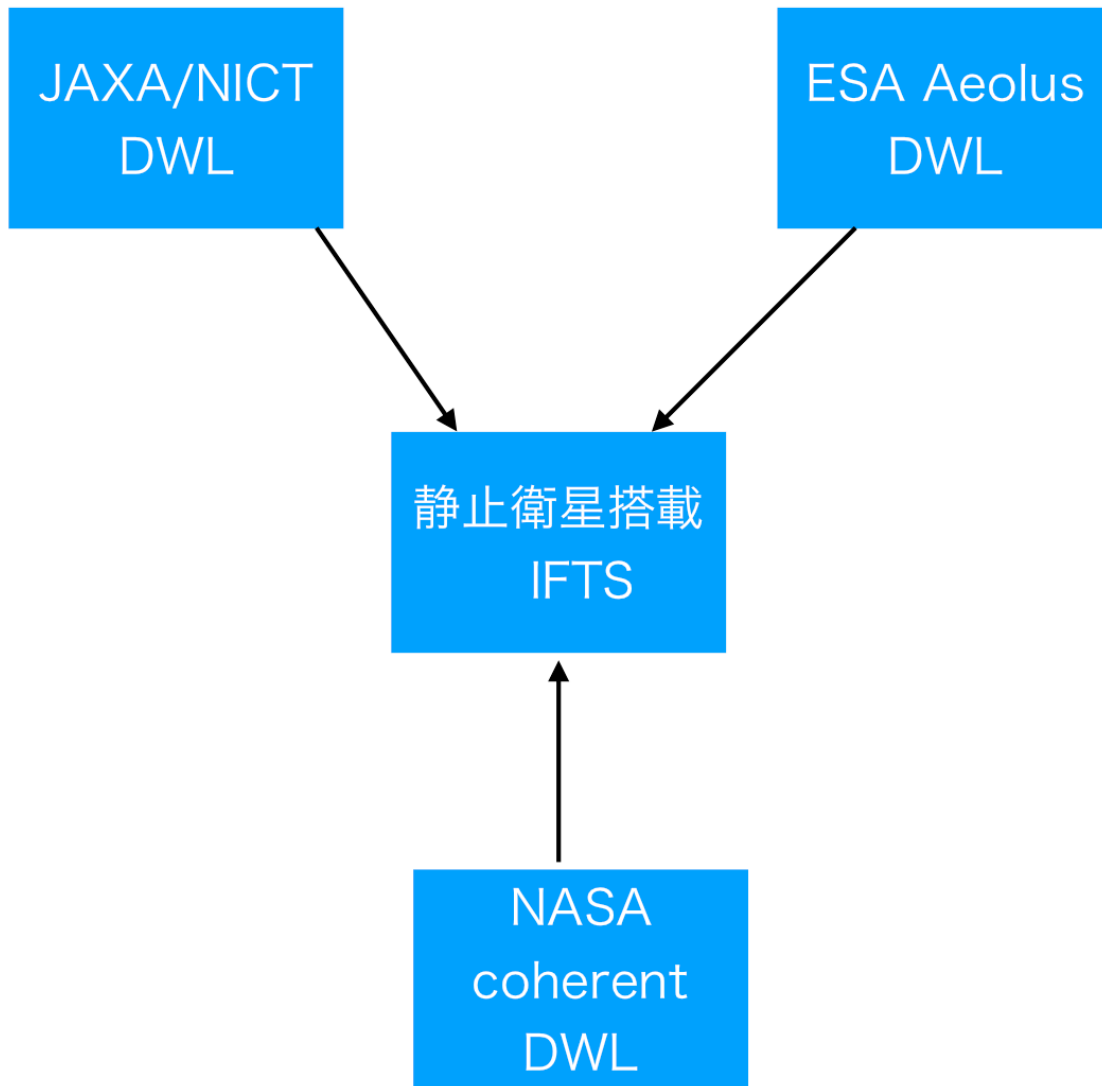 JAXA/NICT
DWL
ESA Aeolus
DWL
静止衛星搭載
IFTS
NASA
coherent
DWL